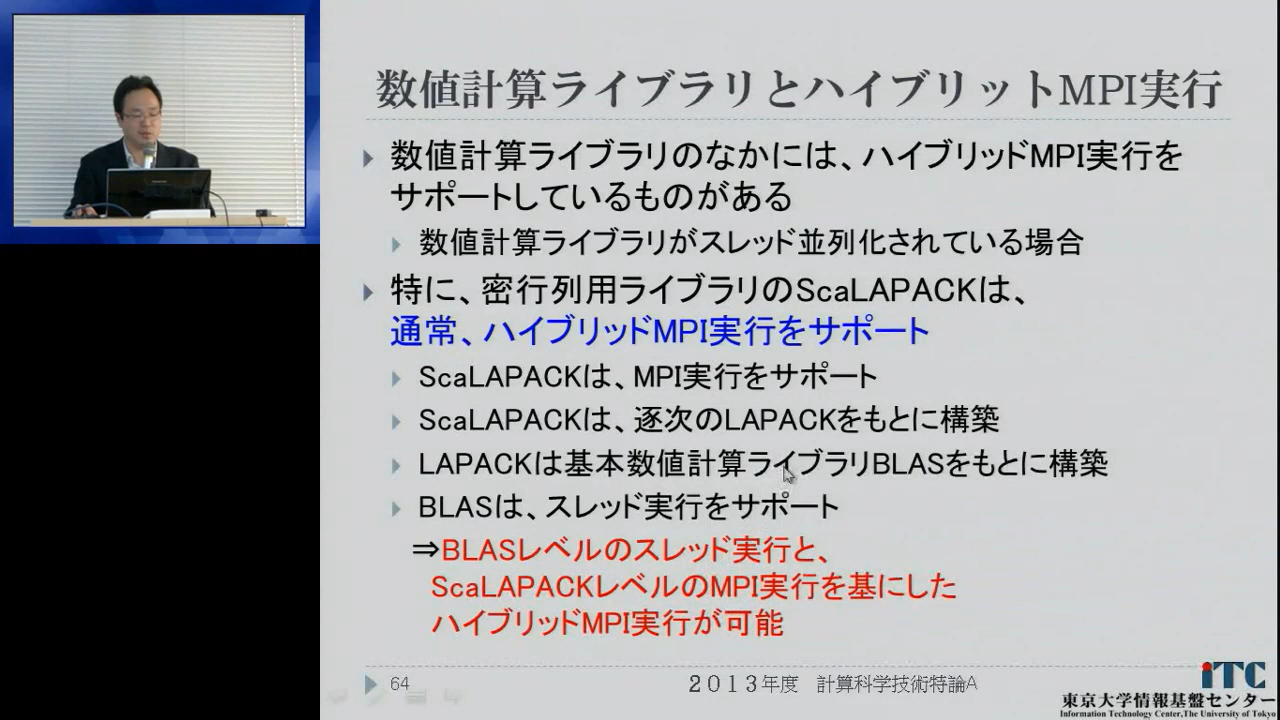 数値計算ライブラリとハイブリットMPI実行
数値計算ライブラリのなかには、ハイブリッドMPI実行を
サポートしているものがある
数値計算ライブラリがスレッド並列化されている場合
特に、密行列用ライブラリのScaLAPACKは、
通常、ハイブリッドMPI実行をサポート
ScaLAPACKは、MPI実行をサポート
ScaLAPACKは、逐次のLAPACKをもとに構築
LAPACKは基本数値計算ライブラリBLASをもとに構築
BLASは、スレッド実行をサポート
⇒BLASレベルのスレッド実行と、
ScaLAPACKレベルのMPI実行を基にした
ハイブリッドMPI実行が可能
64
2013年度 計算科学技術特論A
iTC
東京大学情報基盤センター
Information Technology Center,The University of Tokyo